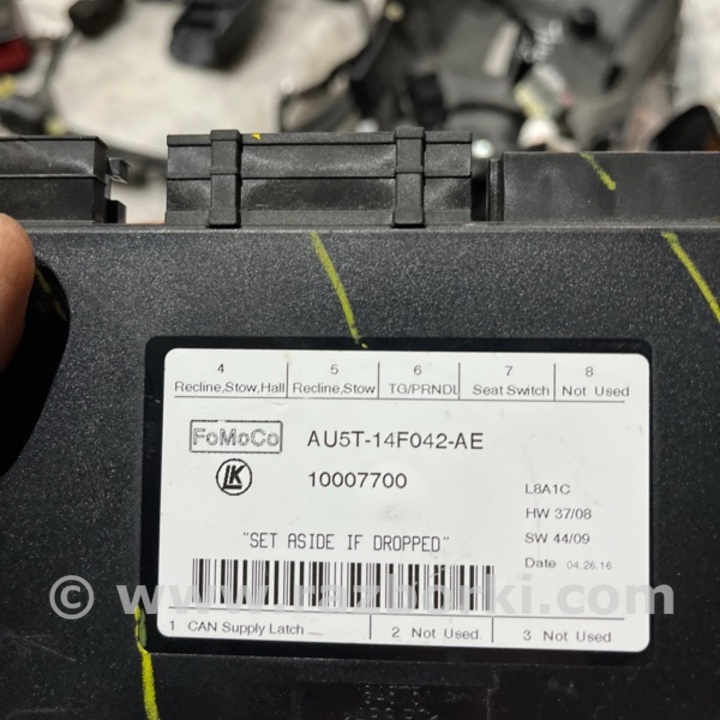 4 5 6 7 8
Recline,Stow,Hall Recline,Stow TG/PRNDL Seat Switch Not Used
FoMoCo AU5T-14F042-AE
LK 10007700
L8A1C
HW 37/08
"SET ASIDE IF DROPPED" SW 44/09
Date 04.26.16
© www.razborki.com
1 CAN Supply Latch 2 Not Used. 3 Not Used